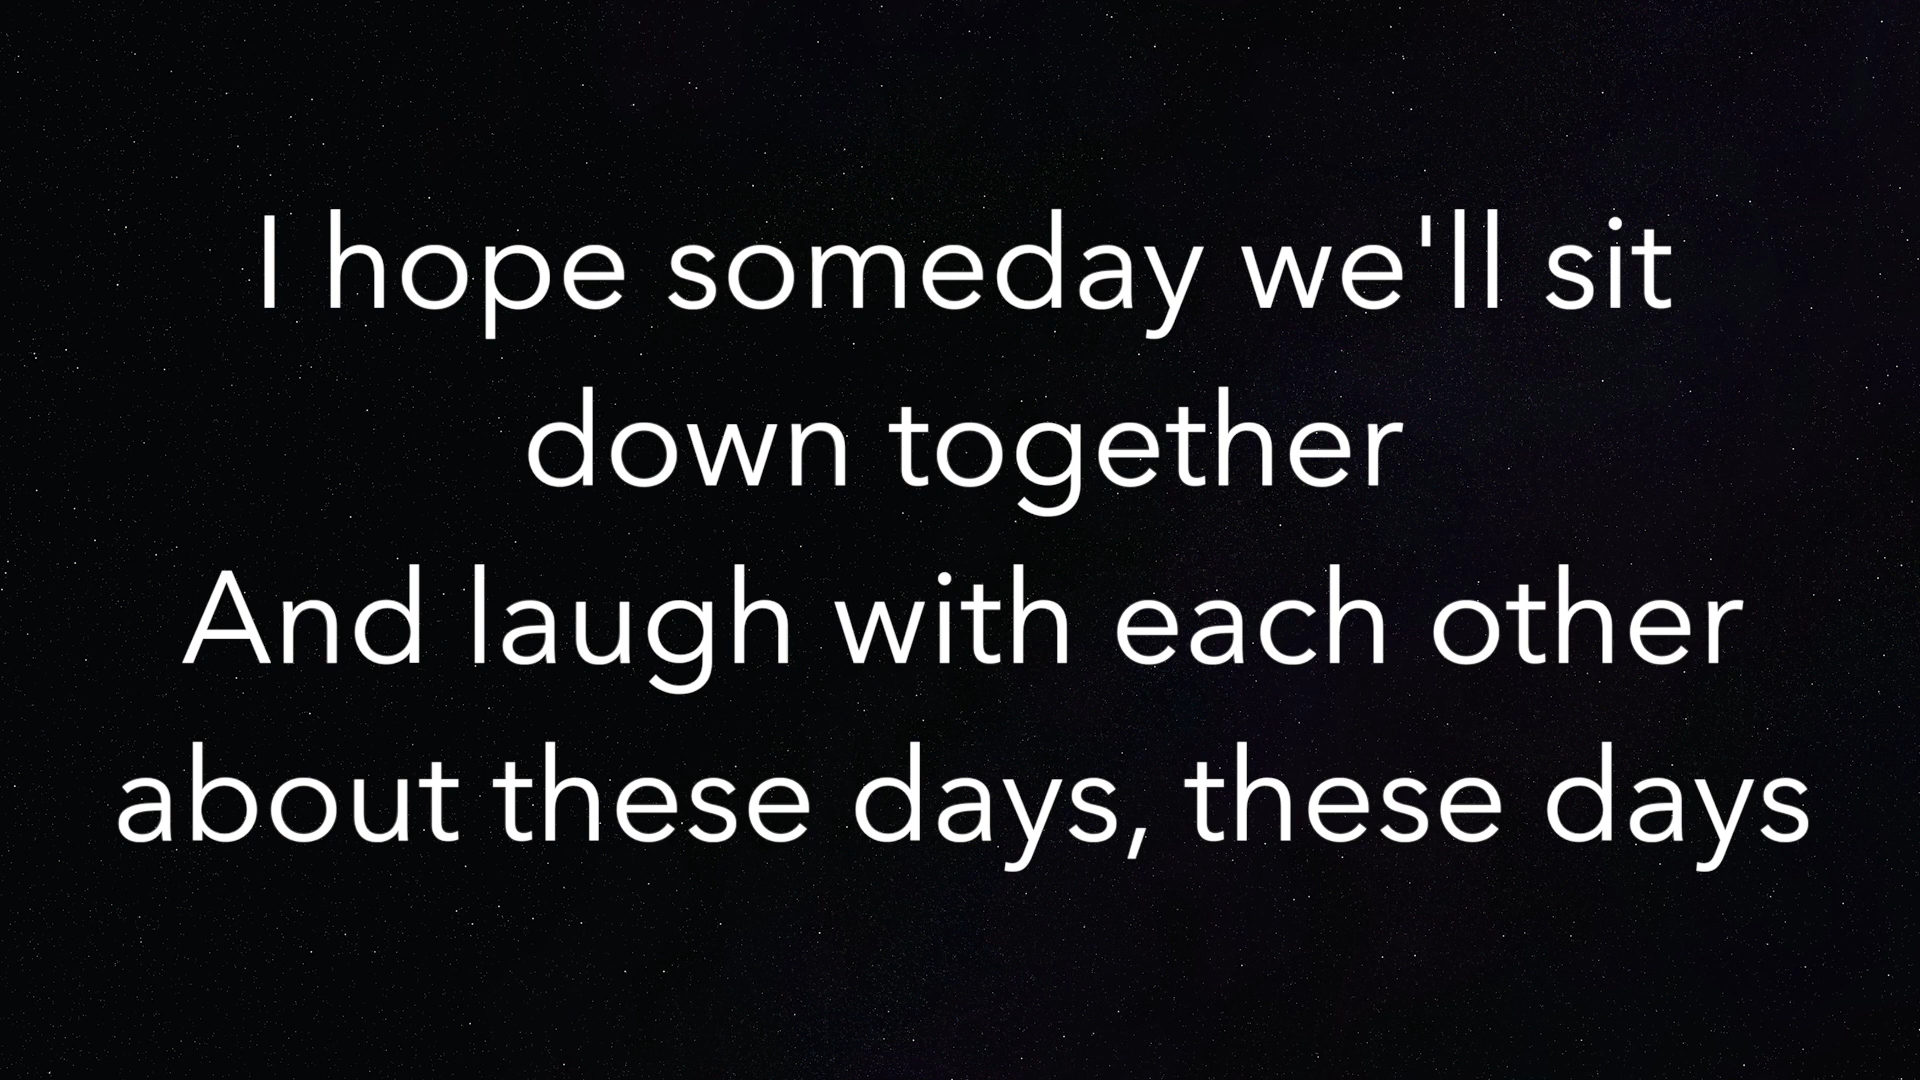 I hope someday we'll sit
down together
And laugh with each other
about these days, these days